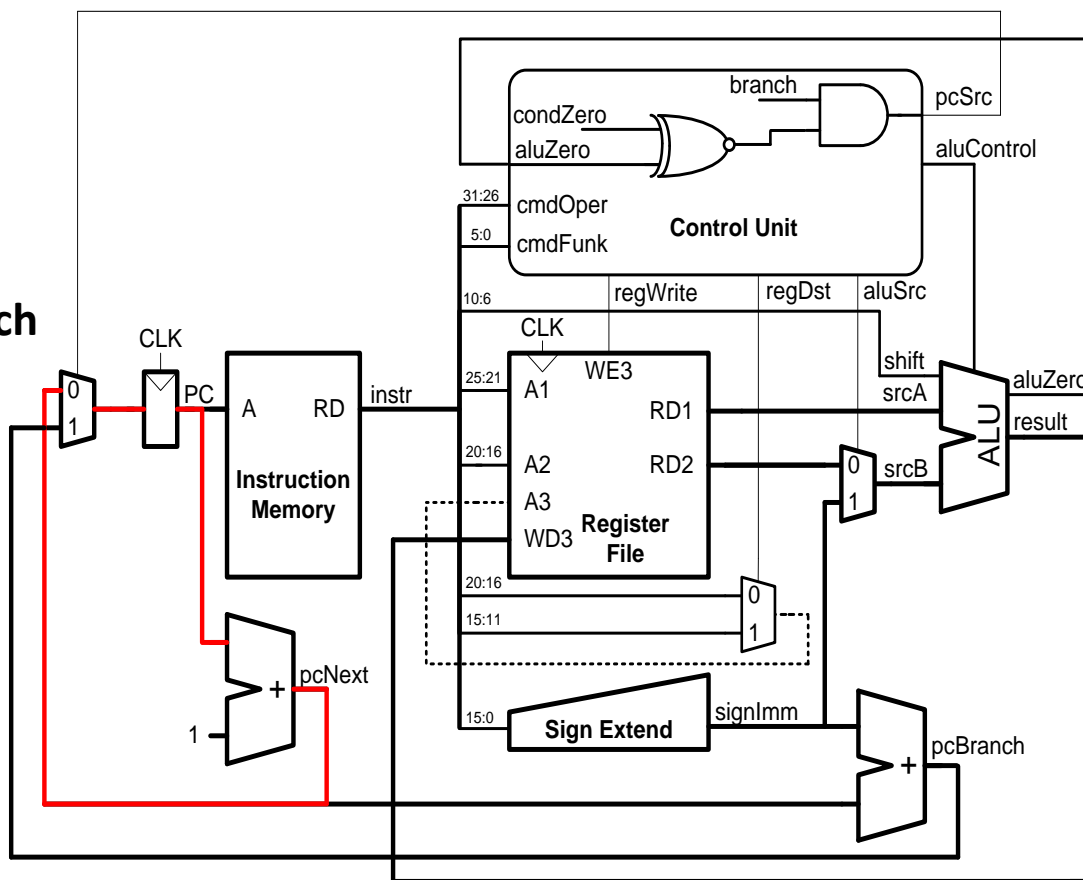 branch
pcSrc
condZero
aluZero
aluControl
31:26
cmdOper
Control Unit
5:0
cmdFunk
regWrite
regDst
aluSrc
10:6
ch
CLK
CLK
shift
WE3
aluZero
0
PC
A
RD
instr
25:21
A1
RD1
srcA
1
result
ALU
20:16
A2
RD2
0
srcB
Instruction
Memory
A3
1
Register
File
WD3
20:16
0
15:11
1
pcNext
+
signImm
15:0
Sign Extend
1
pcBranch
+